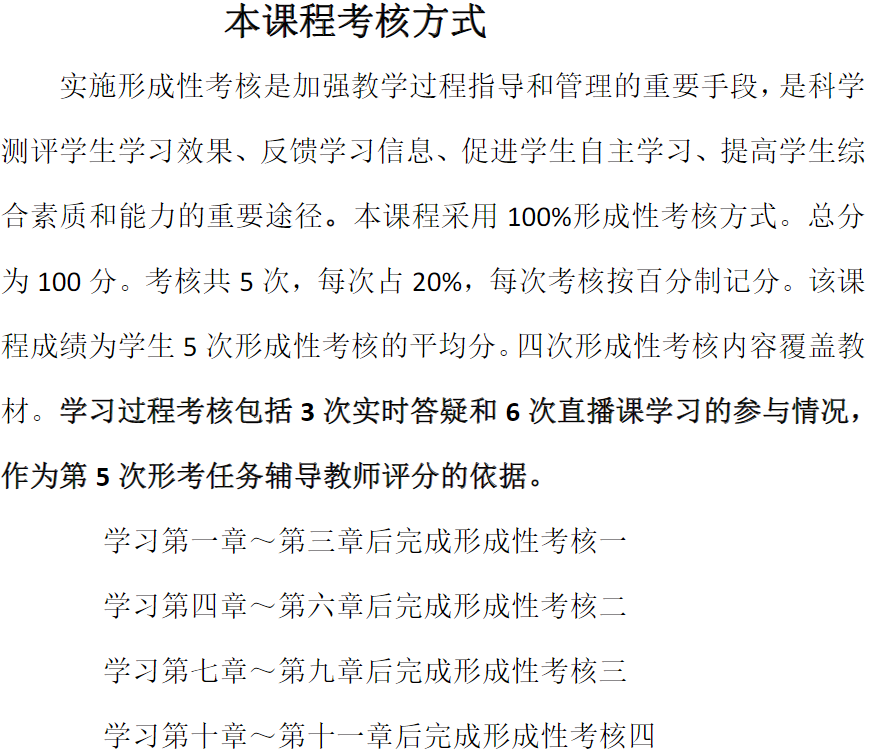 本课程考核方式
实施形成性考核是加强教学过程指导和管理的重要手段，是科学
测评学生学习效果、反馈学习信息、促进学生自主学习、提高学生综
合素质和能力的重要途径。本课程采用 100%形成性考核方式。总分
为 100 分。考核共 5 次，每次占 20%，每次考核按百分制记分。该课
程成绩为学生 5 次形成性考核的平均分。四次形成性考核内容覆盖教
材。学习过程考核包括 3 次实时答疑和 6 次直播课学习的参与情况，
作为第 5 次形考任务辅导教师评分的依据。
学习第一章～第三章后完成形成性考核一
学习第四章～第六章后完成形成性考核二
学习第七章～第九章后完成形成性考核三
学习第十章～第十一章后完成形成性考核四